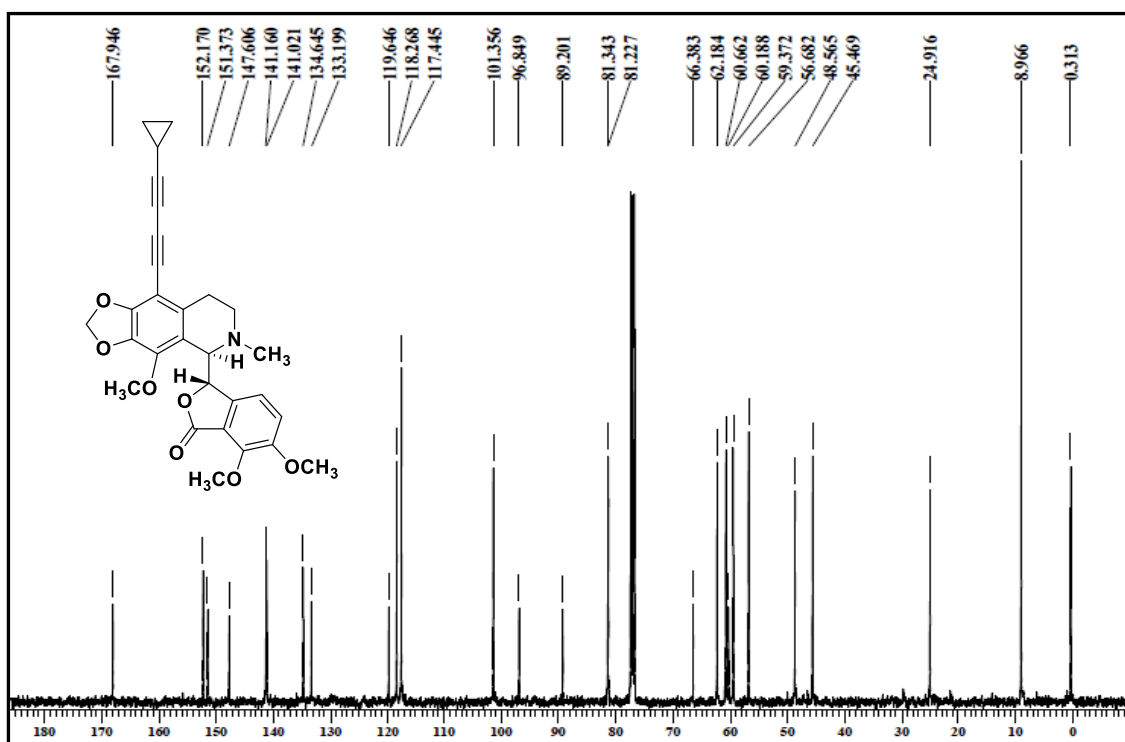 167.946
152.170
151.373
147.606
141.160
141.021
134.645
133.199
119.646
118.268
117.445
101.356
96.849
89.201
81.343
81.227
66.383
62.184
60.662
60.188
59.372
56.682
48.565
45.469
24.916
8.966
0.313
O
O
N
CH₃
H
H₃CO
H
O
O
OCH₃
H₃CO
180 170 160 150 140 130 120 110 100 90 80 70 60 50 40 30 20 10 0